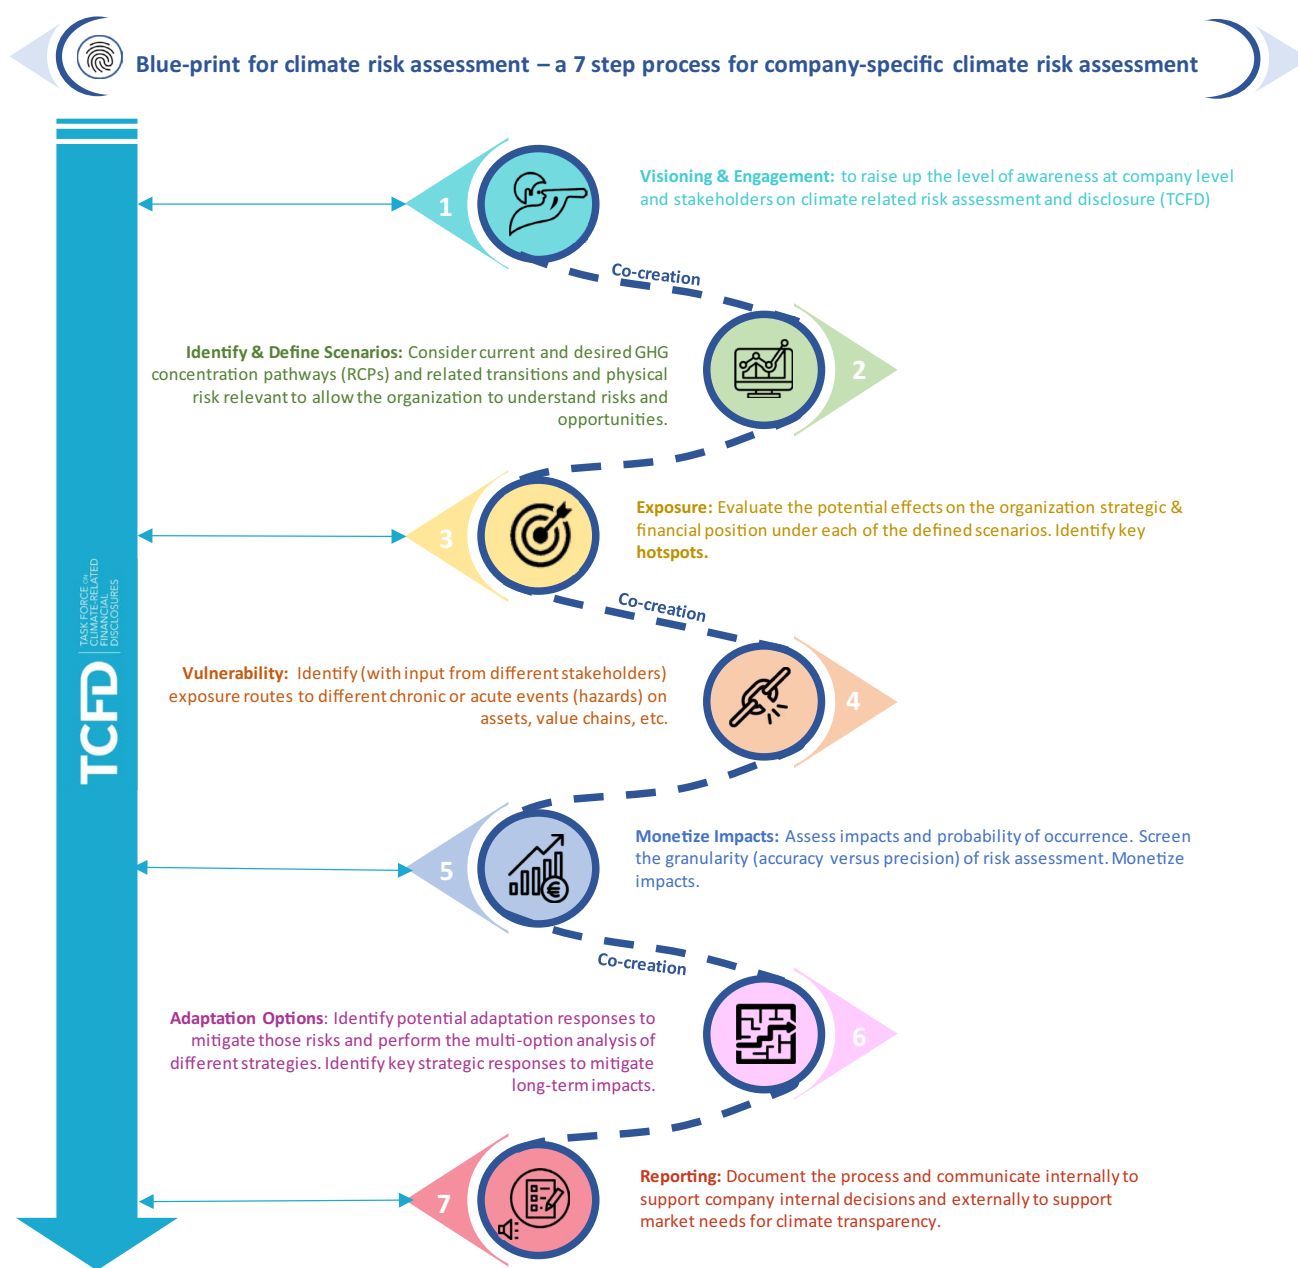 Blue-print for climate risk assessment – a 7 step process for company-specific climate risk assessment
1
Visioning & Engagement: to raise up the level of awareness at company level
and stakeholders on climate related risk assessment and disclosure (TCFD)
Co-creation
Identify & Define Scenarios: Consider current and desired GHG
concentration pathways (RCPs) and related transitions and physical
risk relevant to allow the organization to understand risks and
opportunities.
2
3
Exposure: Evaluate the potential effects on the organization strategic &
financial position under each of the defined scenarios. Identify key
hotspots.
Co-creation
TCFD
TASK FORCE ON
CLIMATE-RELATED
FINANCIAL
DISCLOSURES
Vulnerability: Identify (with input from different stakeholders)
exposure routes to different chronic or acute events (hazards) on
assets, value chains, etc.
4
5
€
Monetize Impacts: Assess impacts and probability of occurrence. Screen
the granularity (accuracy versus precision) of risk assessment. Monetize
impacts.
Co-creation
Adaptation Options: Identify potential adaptation responses to
mitigate those risks and perform the multi-option analysis of
different strategies. Identify key strategic responses to mitigate
long-term impacts.
6
7
Reporting: Document the process and communicate internally to
support company internal decisions and externally to support
market needs for climate transparency.